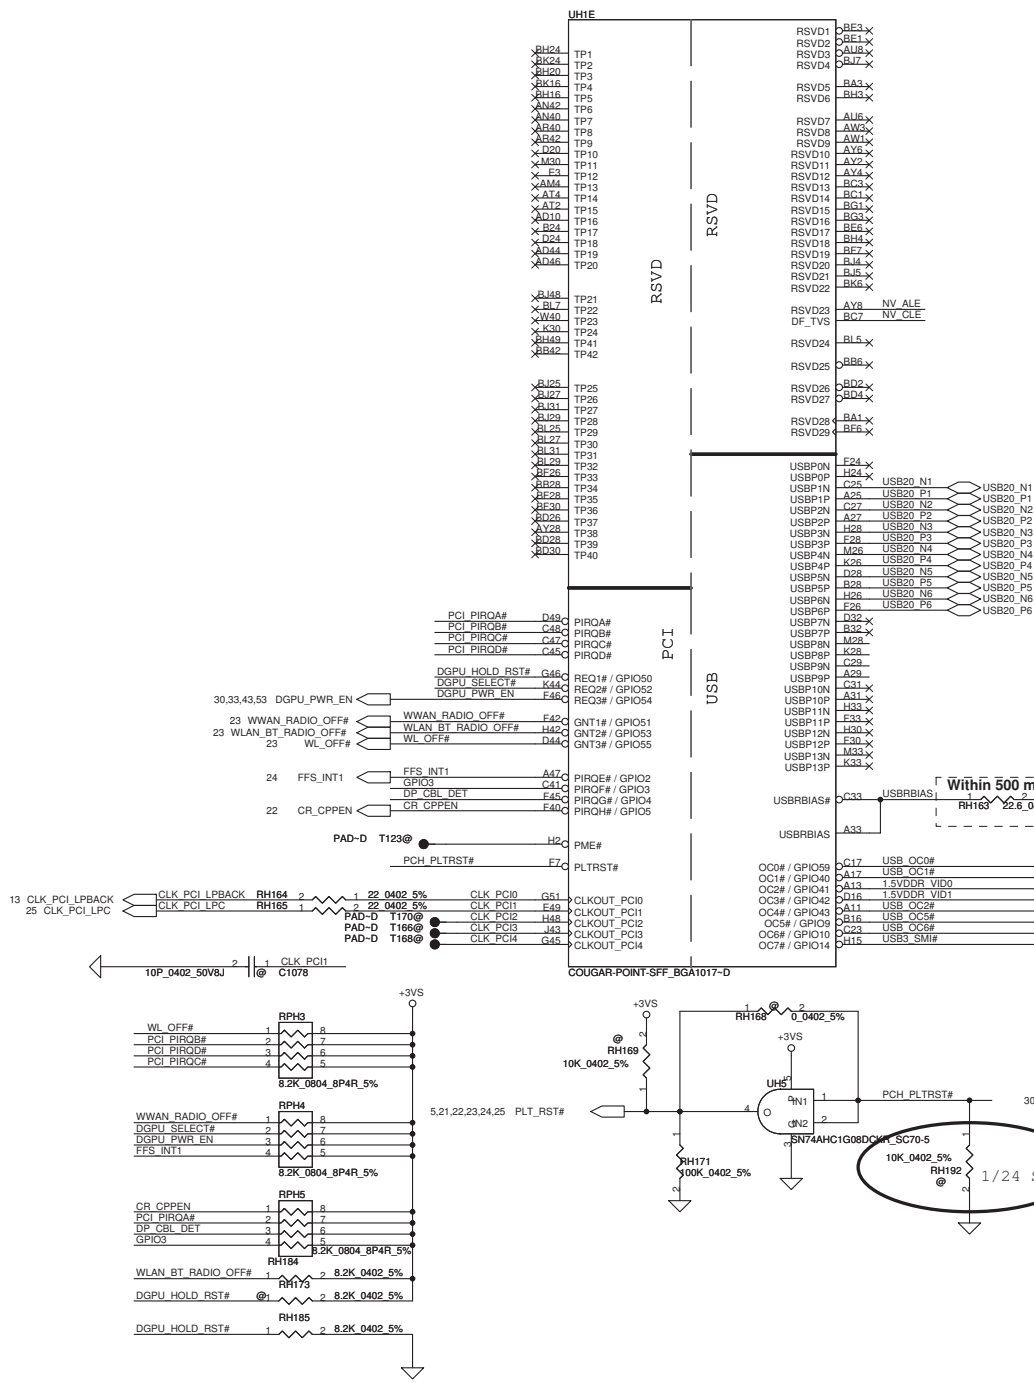 UH1E
BH24 TP1
BK24 TP2
BH20 TP3
BK16 TP4
BH16 TP5
AN42 TP6
AN40 TP7
AR40 TP8
AR42 TP9
D20 TP10
M30 TP11
F3 TP12
AM4 TP13
AT4 TP14
AT2 TP15
AD10 TP16
B24 TP17
D24 TP18
AD44 TP19
AD46 TP20
BJ48 TP21
BL7 TP22
W40 TP23
K30 TP24
BH49 TP41
BB42 TP42
BJ25 TP25
BJ27 TP26
BJ31 TP27
BJ29 TP28
BL25 TP29
BL27 TP30
BL31 TP31
BL29 TP32
BF26 TP33
BB28 TP34
BE28 TP35
BF30 TP36
BD26 TP37
AY28 TP38
BD28 TP39
BD30 TP40
RSVD
RSVD
RSVD1 BE3
RSVD2 BE1
RSVD3 AU8
RSVD4 BJ7
RSVD5 BA3
RSVD6 BH3
RSVD7 AU6
RSVD8 AW3
RSVD9 AW1
RSVD10 AY6
RSVD11 AY2
RSVD12 AY4
RSVD13 BC3
RSVD14 BC1
RSVD15 BG1
RSVD16 BG3
RSVD17 BE6
RSVD18 BH4
RSVD19 BF7
RSVD20 BJ4
RSVD21 BJ5
RSVD22 BK6
RSVD23 AY8 NV_ALE
DF_TVS BC7 NV_CLE
RSVD24 BL5
RSVD25 BB6
RSVD26 BD2
RSVD27 BD4
RSVD28 BA1
RSVD29 BF6
PCI
USB
USBP0N F24
USBP0P H24
USBP1N C25 USB20_N1 USB20_N1
USBP1P A25 USB20_P1 USB20_P1
USBP2N C27 USB20_N2 USB20_N2
USBP2P A27 USB20_P2 USB20_P2
USBP3N H28 USB20_N3 USB20_N3
USBP3P F28 USB20_P3 USB20_P3
USBP4N M26 USB20_N4 USB20_N4
USBP4P K26 USB20_P4 USB20_P4
USBP5N D28 USB20_N5 USB20_N5
USBP5P B28 USB20_P5 USB20_P5
USBP6N H26 USB20_N6 USB20_N6
USBP6P F26 USB20_P6 USB20_P6
USBP7N D32
USBP7P B32
USBP8N M28
USBP8P K28
USBP9N C29
USBP9P A29
USBP10N C31
USBP10P A31
USBP11N H33
USBP11P F33
USBP12N H30
USBP12P F30
USBP13N M33
USBP13P K33
Within 500 m
USBRBIAS# C33 USBRBIAS 1 2
RH163 22.6_0
USBRBIAS A33
OC0# / GPIO59 C17 USB_OC0#
OC1# / GPIO40 A17 USB_OC1#
OC2# / GPIO41 A13 1.5VDDR_VID0
OC3# / GPIO42 D16 1.5VDDR_VID1
OC4# / GPIO43 A11 USB_OC2#
OC5# / GPIO9 B16 USB_OC5#
OC6# / GPIO10 C23 USB_OC6#
OC7# / GPIO14 H15 USB3_SMI#
PCI_PIRQA# D49 PIRQA#
PCI_PIRQB# C48 PIRQB#
PCI_PIRQC# C47 PIRQC#
PCI_PIRQD# C45 PIRQD#
DGPU_HOLD_RST# G46 REQ1# / GPIO50
DGPU_SELECT# K44 REQ2# / GPIO52
30,33,43,53 DGPU_PWR_EN DGPU_PWR_EN F46 REQ3# / GPIO54
23 WWAN_RADIO_OFF# WWAN_RADIO_OFF# F42 GNT1# / GPIO51
23 WLAN_BT_RADIO_OFF# WLAN_BT_RADIO_OFF# H42 GNT2# / GPIO53
23 WL_OFF# WL_OFF# D44 GNT3# / GPIO55
24 FFS_INT1 FFS_INT1 A47 PIRQE# / GPIO2
GPIO3 C41 PIRQF# / GPIO3
DP_CBL_DET F45 PIRQG# / GPIO4
22 CR_CPPEN CR_CPPEN F40 PIRQH# / GPIO5
PAD~D T123@ H2 PME#
PCH_PLTRST# F7 PLTRST#
13 CLK_PCI_LPBACK CLK_PCI_LPBACK RH164 2 1 22_0402_5% CLK_PCI0 G51 CLKOUT_PCI0
25 CLK_PCI_LPC CLK_PCI_LPC RH165 2 1 22_0402_5% CLK_PCI1 E49 CLKOUT_PCI1
PAD~D T170@ CLK_PCI2 H48 CLKOUT_PCI2
PAD~D T166@ CLK_PCI3 J43 CLKOUT_PCI3
PAD~D T168@ CLK_PCI4 G45 CLKOUT_PCI4
2 1 CLK_PCI1
10P_0402_50V8J @ C1078
COUGAR-POINT-SFF_BGA1017~D
+3VS
RPH3
WL_OFF# 1 8
PCI_PIRQB# 2 7
PCI_PIRQD# 3 6
PCI_PIRQC# 4 5
8.2K_0804_8P4R_5%
RPH4
WWAN_RADIO_OFF# 1 8
DGPU_SELECT# 2 7
DGPU_PWR_EN 3 6
FFS_INT1 4 5
8.2K_0804_8P4R_5%
RPH5
CR_CPPEN 1 8
PCI_PIRQA# 2 7
DP_CBL_DET 3 6
GPIO3 4 5
8.2K_0804_8P4R_5%
RH184
WLAN_BT_RADIO_OFF# 1 2 8.2K_0402_5%
RH173
DGPU_HOLD_RST# @ 1 2 8.2K_0402_5%
RH185
DGPU_HOLD_RST# 1 2 8.2K_0402_5%
+3VS
@
RH169
10K_0402_5%
2
1
1 @ 2
RH168 0_0402_5%
+3VS
UH5
5
P
IN1 1
4 O
IN2 2
G
3
SN74AHC1G08DCKR_SC70-5
5,21,22,23,24,25 PLT_RST#
1
RH171
100K_0402_5%
2
PCH_PLTRST#
30
1
10K_0402_5%
RH192
@
2
1/24 S